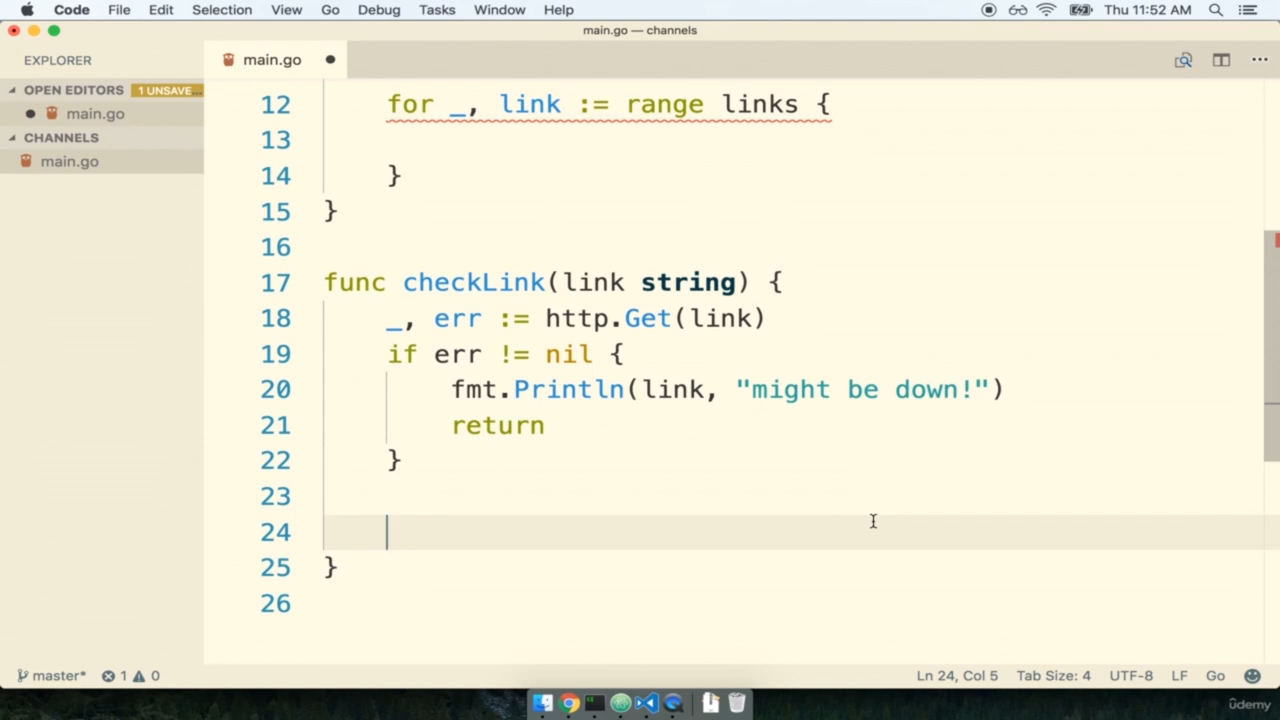 Code File Edit Selection View Go Debug Tasks Window Help Thu 11:52 AM
main.go — channels
EXPLORER
main.go
OPEN EDITORS 1 UNSAVE...
main.go
CHANNELS
main.go
12 for _, link := range links {
13
14 }
15 }
16
17 func checkLink(link string) {
18 _, err := http.Get(link)
19 if err != nil {
20 fmt.Println(link, "might be down!")
21 return
22 }
23
24
25 }
26
master* 1 0 Ln 24, Col 5 Tab Size: 4 UTF-8 LF Go
ûdemy